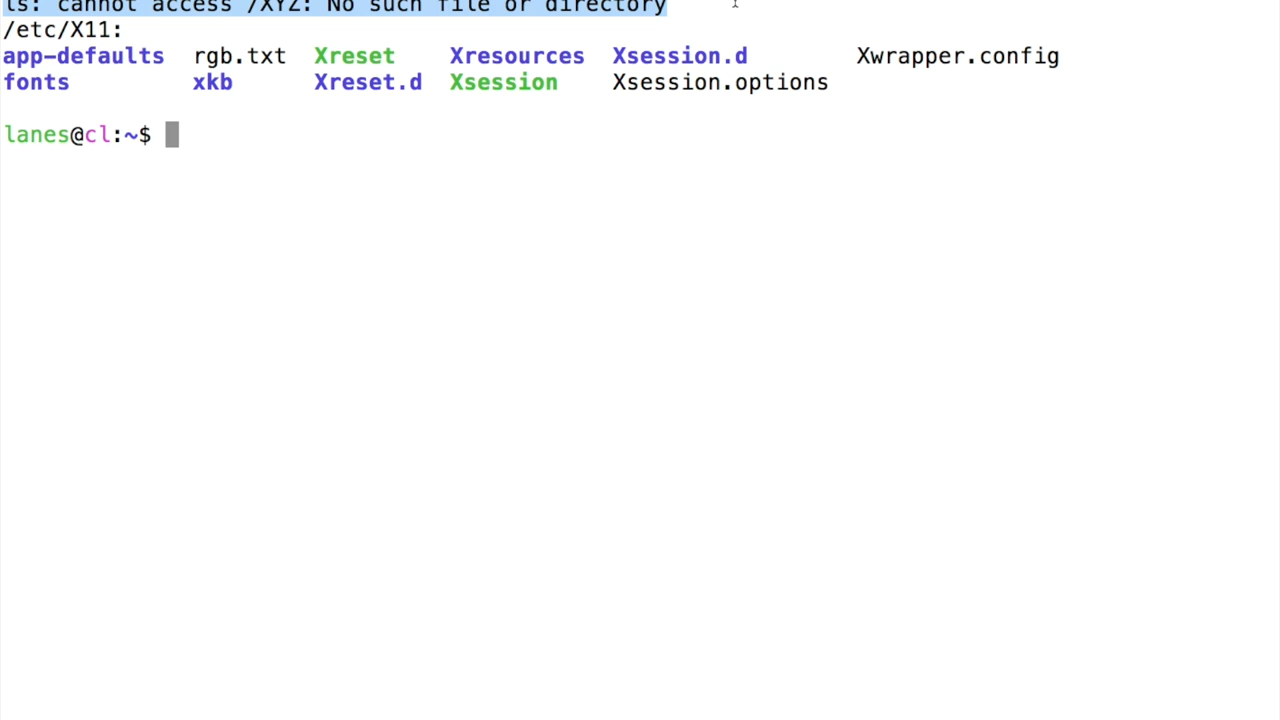 ls: cannot access /XYZ: No such file or directory
/etc/X11:
app-defaults  rgb.txt  Xreset    Xresources  Xsession.d        Xwrapper.config
fonts         xkb      Xreset.d  Xsession    Xsession.options
lanes@cl:~$